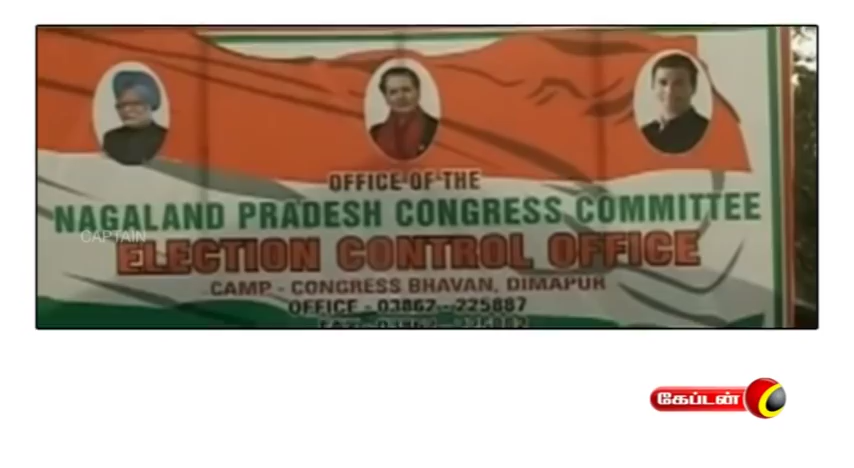 OFFICE OF THE
NAGALAND PRADESH CONGRESS COMMITTEE
CAPTAIN
ELECTION CONTROL OFFICE
CAMP - CONGRESS BHAVAN, DIMAPUR
OFFICE - 03862 - 225887
கேப்டன்